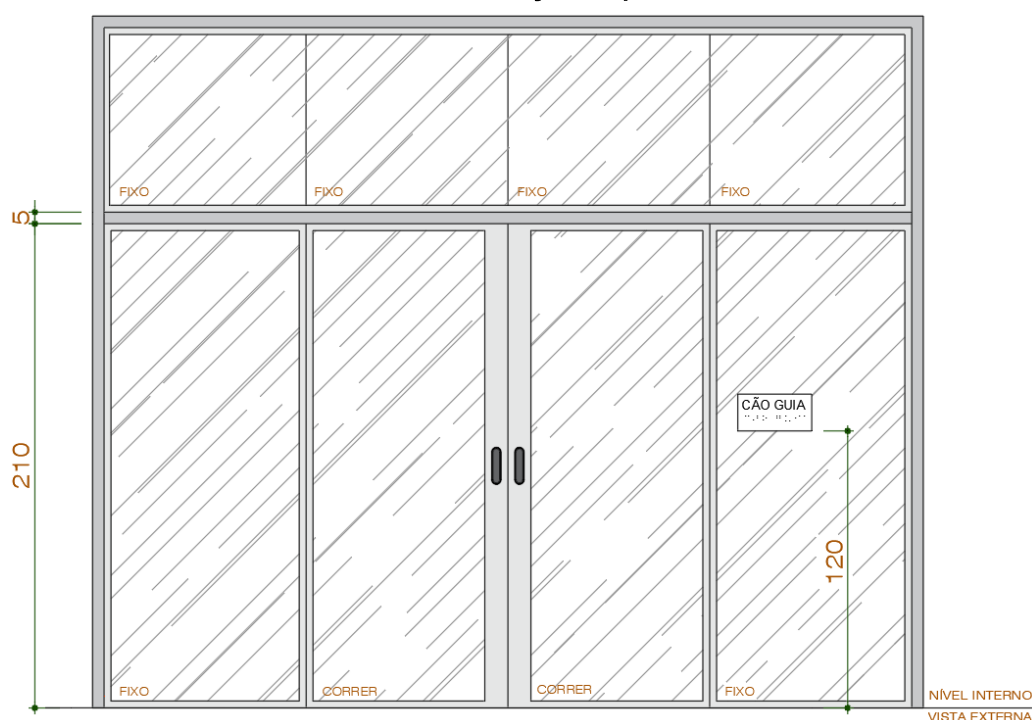 FIXO
FIXO
FIXO
FIXO
5
210
CÃO GUIA
120
FIXO
CORRER
CORRER
FIXO
NÍVEL INTERNO
VISTA EXTERNA